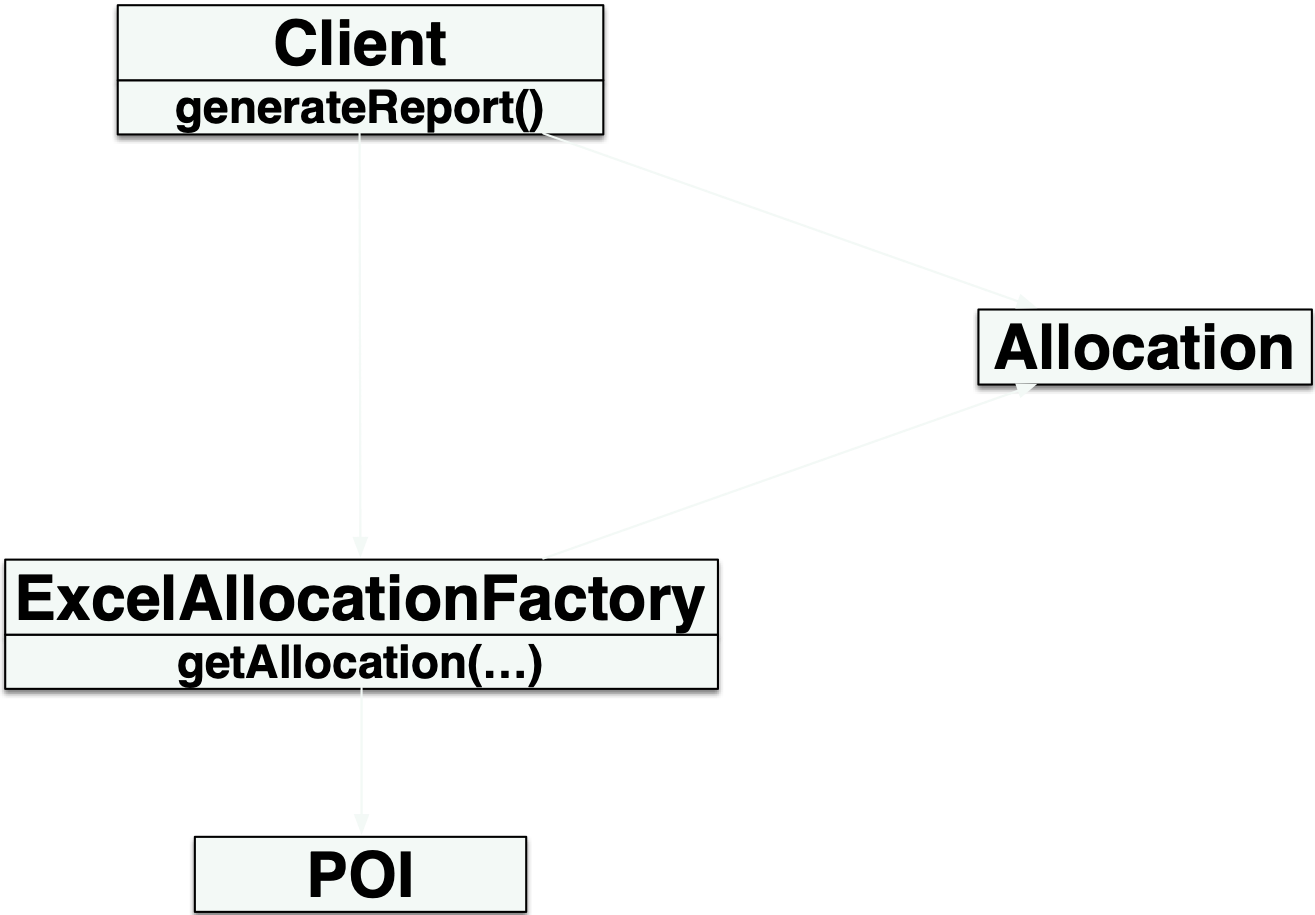 Client
generateReport()
Allocation
ExcelAllocationFactory
getAllocation(...)
POI